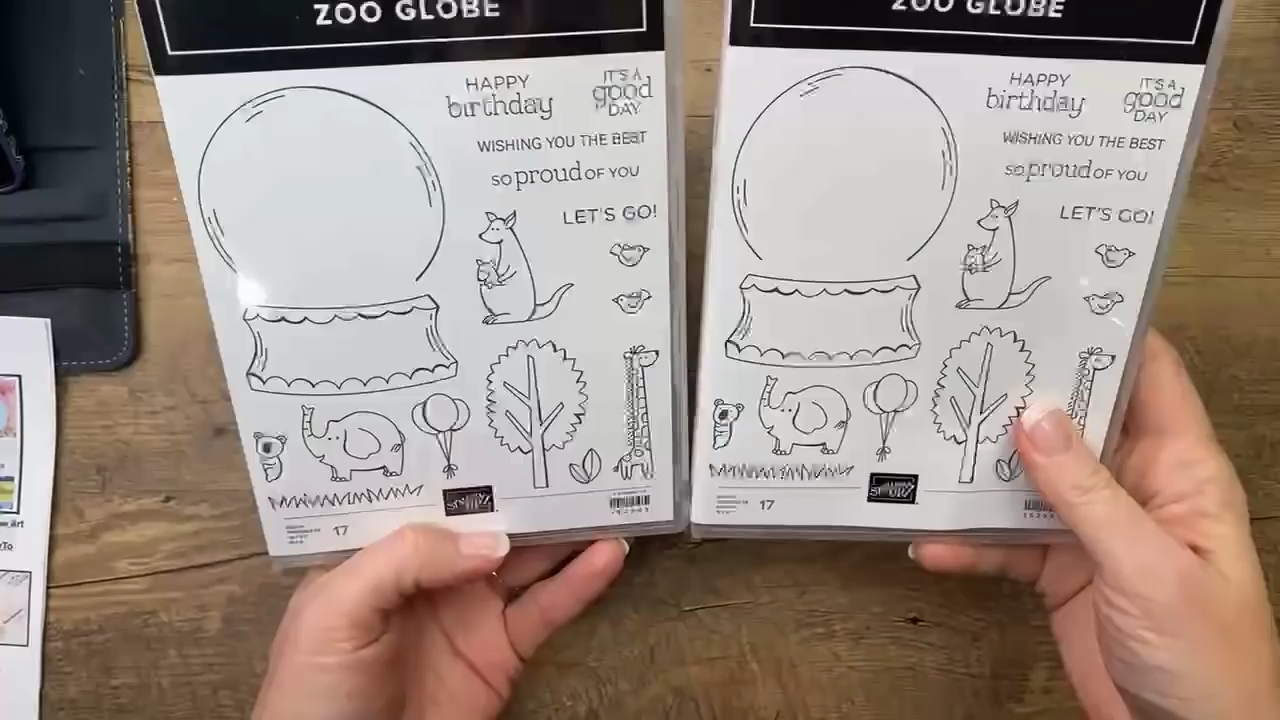 ZOO GLOBE
HAPPY
birthday
IT'S A
good
DAY
WISHING YOU THE BEST
so proud OF YOU
LET'S GO!
17
ZOO GLOBE
HAPPY
birthday
IT'S A
good
DAY
WISHING YOU THE BEST
so proud OF YOU
LET'S GO!
17